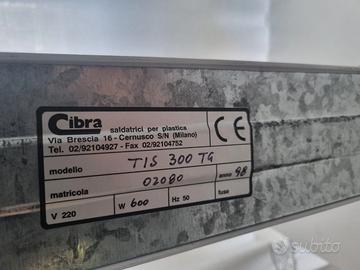 Cibra
saldatrici per plastica
Via Brescia 16 - Cernusco S/N (Milano)
Tel. 02/92104927 - Fax 02/92104752
CE
modello TIS 300 TG
matricola 02080 anno 98
V 220 W 600 Hz 50 fase
subito